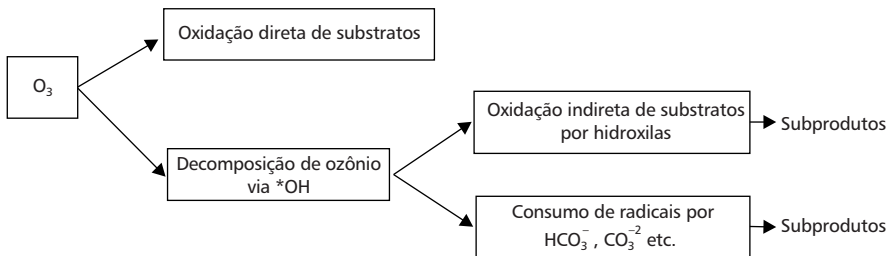 Oxidação direta de substratos
O₃
Decomposição de ozônio
via *OH
Oxidação indireta de substratos
por hidroxilas
Subprodutos
Consumo de radicais por
HCO₃⁻, CO₃⁻² etc.
Subprodutos